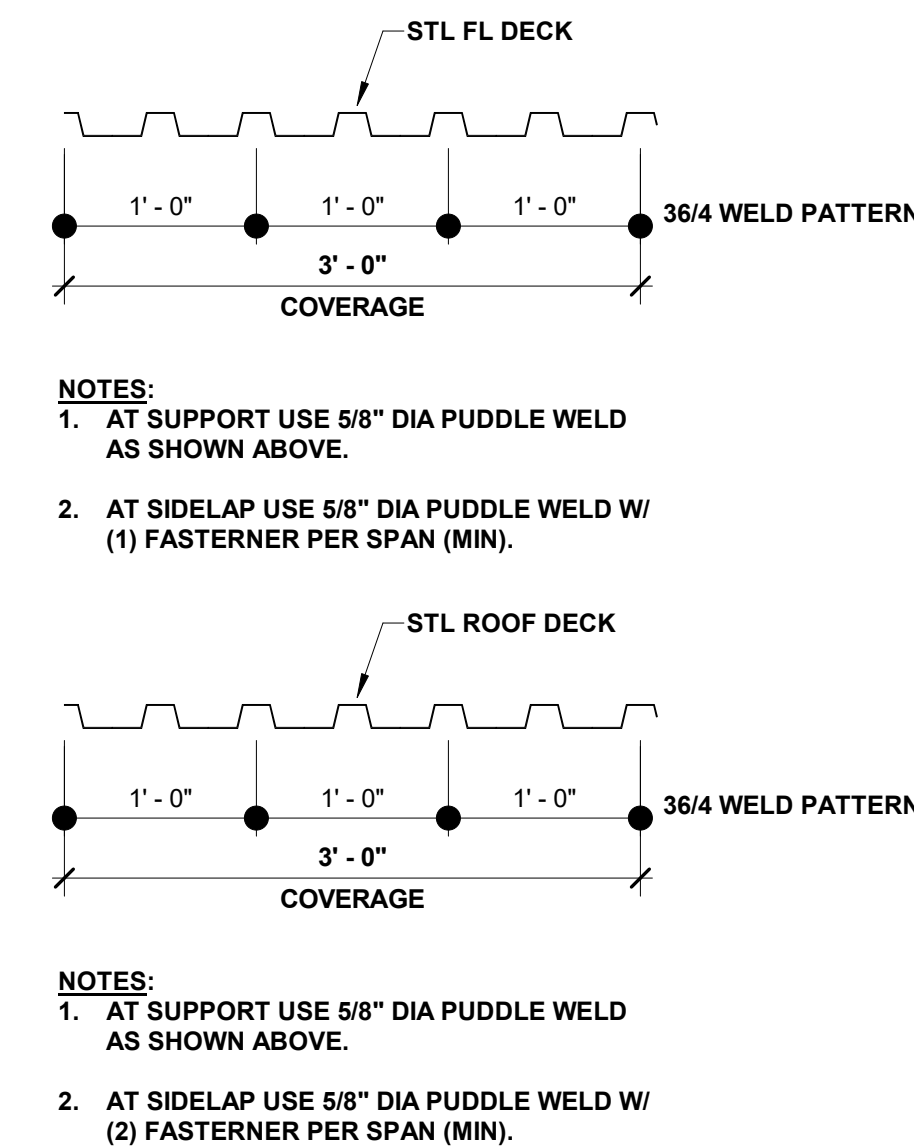 STL FL DECK
1' - 0" 1' - 0" 1' - 0"
36/4 WELD PATTERN
3' - 0"
COVERAGE
NOTES:
1. AT SUPPORT USE 5/8" DIA PUDDLE WELD
AS SHOWN ABOVE.
2. AT SIDELAP USE 5/8" DIA PUDDLE WELD W/
(1) FASTERNER PER SPAN (MIN).
STL ROOF DECK
1' - 0" 1' - 0" 1' - 0"
36/4 WELD PATTERN
3' - 0"
COVERAGE
NOTES:
1. AT SUPPORT USE 5/8" DIA PUDDLE WELD
AS SHOWN ABOVE.
2. AT SIDELAP USE 5/8" DIA PUDDLE WELD W/
(2) FASTERNER PER SPAN (MIN).